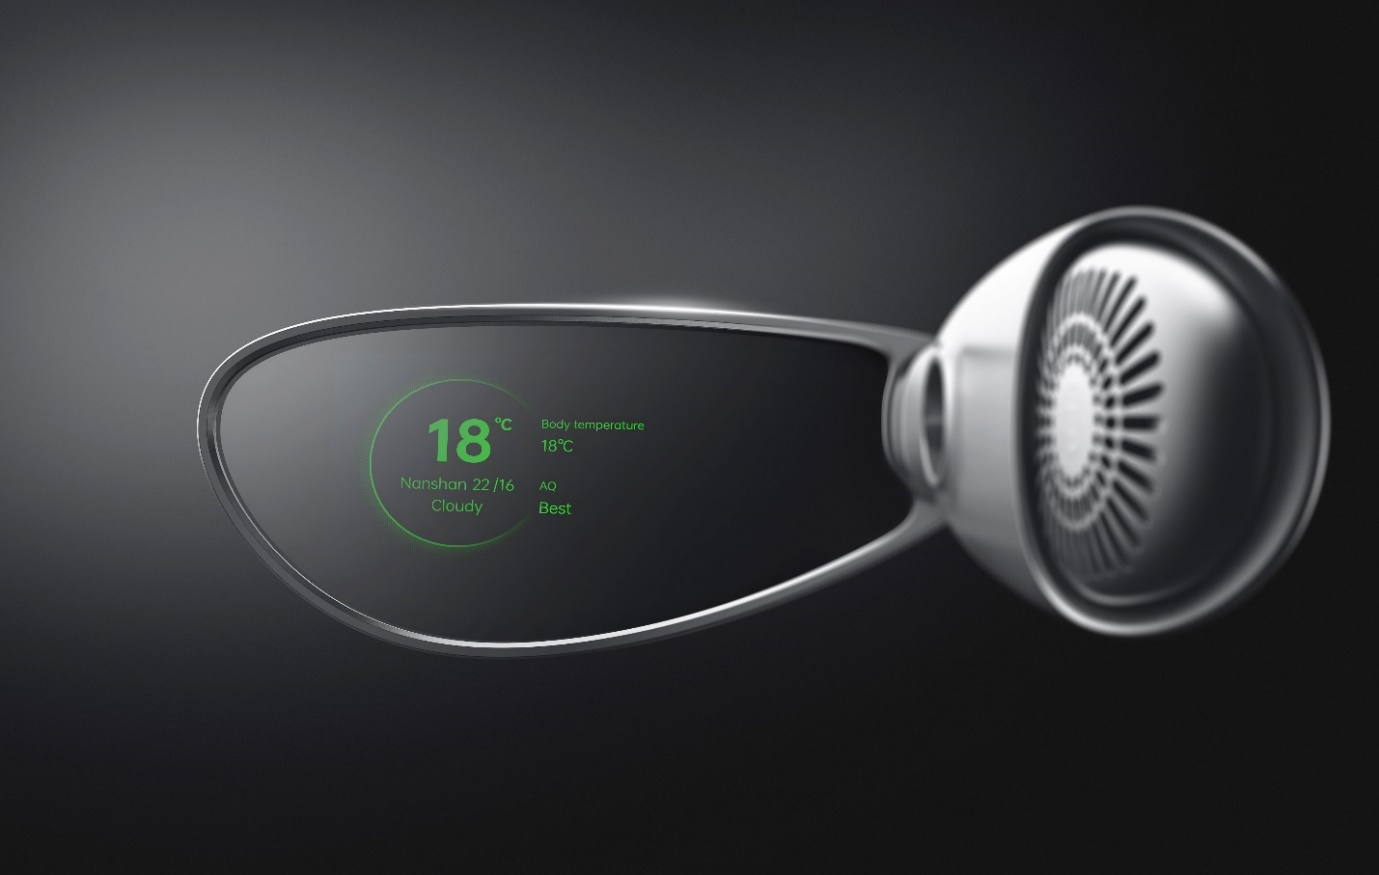 18°C
Nanshan 22/16
Cloudy
Body temperature
18°C
AQ
Best